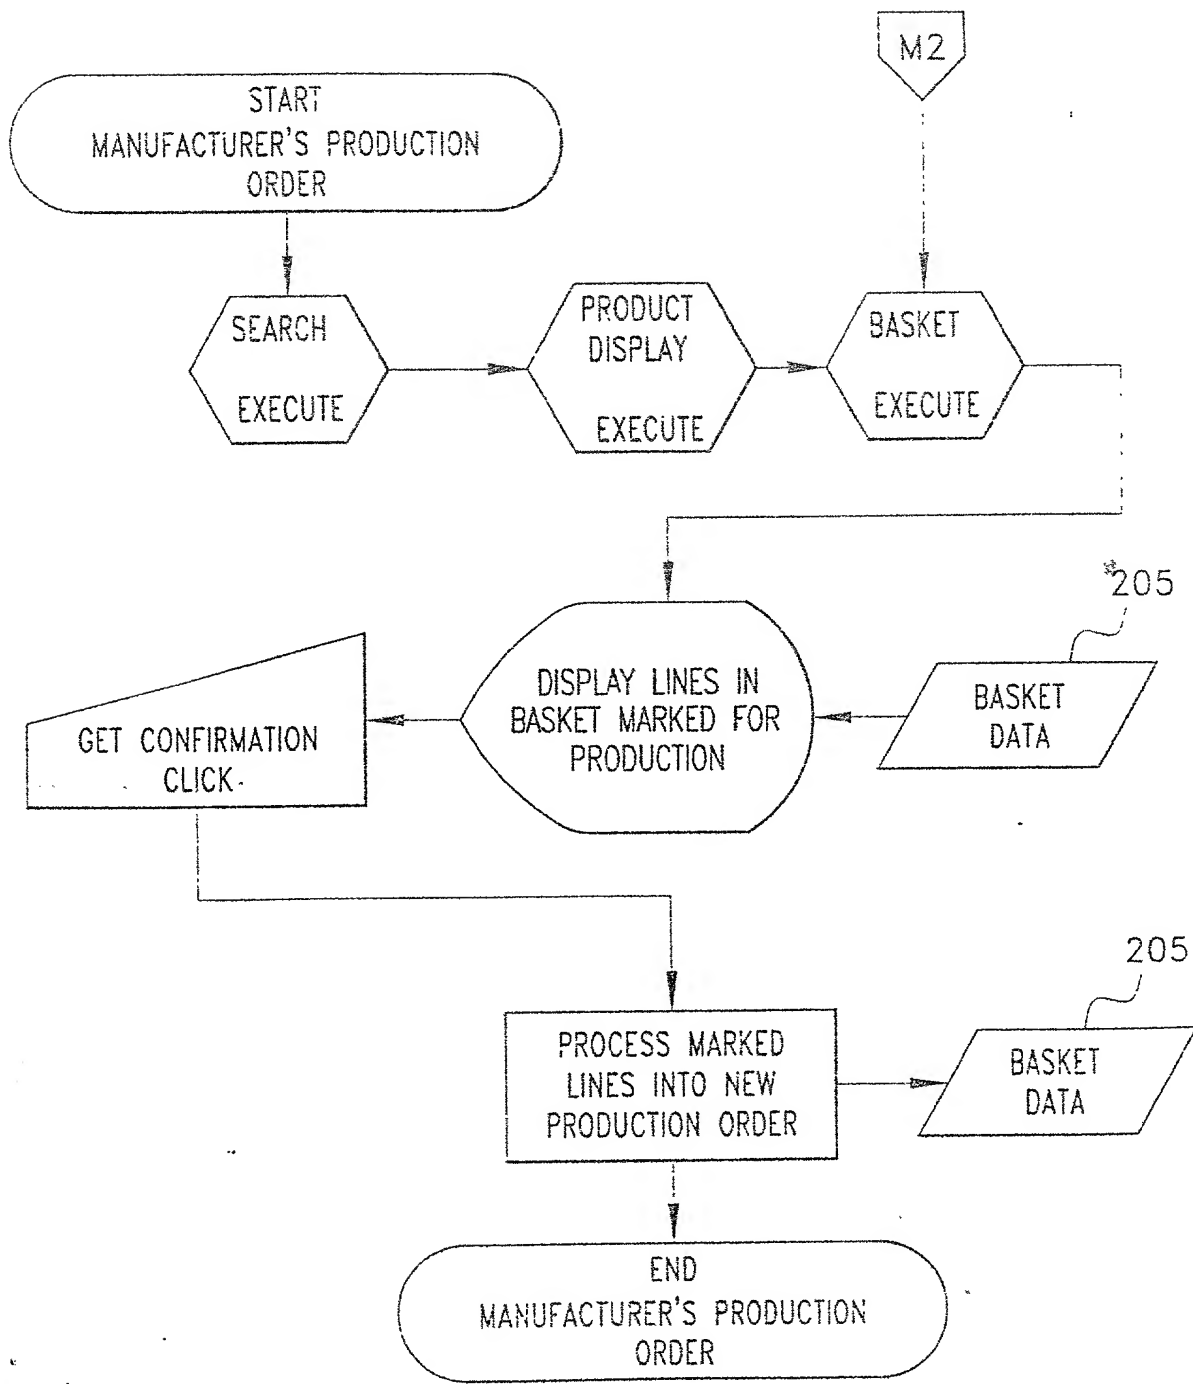 M2
START
MANUFACTURER'S PRODUCTION
ORDER
SEARCH
EXECUTE
PRODUCT
DISPLAY
EXECUTE
BASKET
EXECUTE
205
DISPLAY LINES IN
BASKET MARKED FOR
PRODUCTION
BASKET
DATA
GET CONFIRMATION
CLICK
205
PROCESS MARKED
LINES INTO NEW
PRODUCTION ORDER
BASKET
DATA
END
MANUFACTURER'S PRODUCTION
ORDER